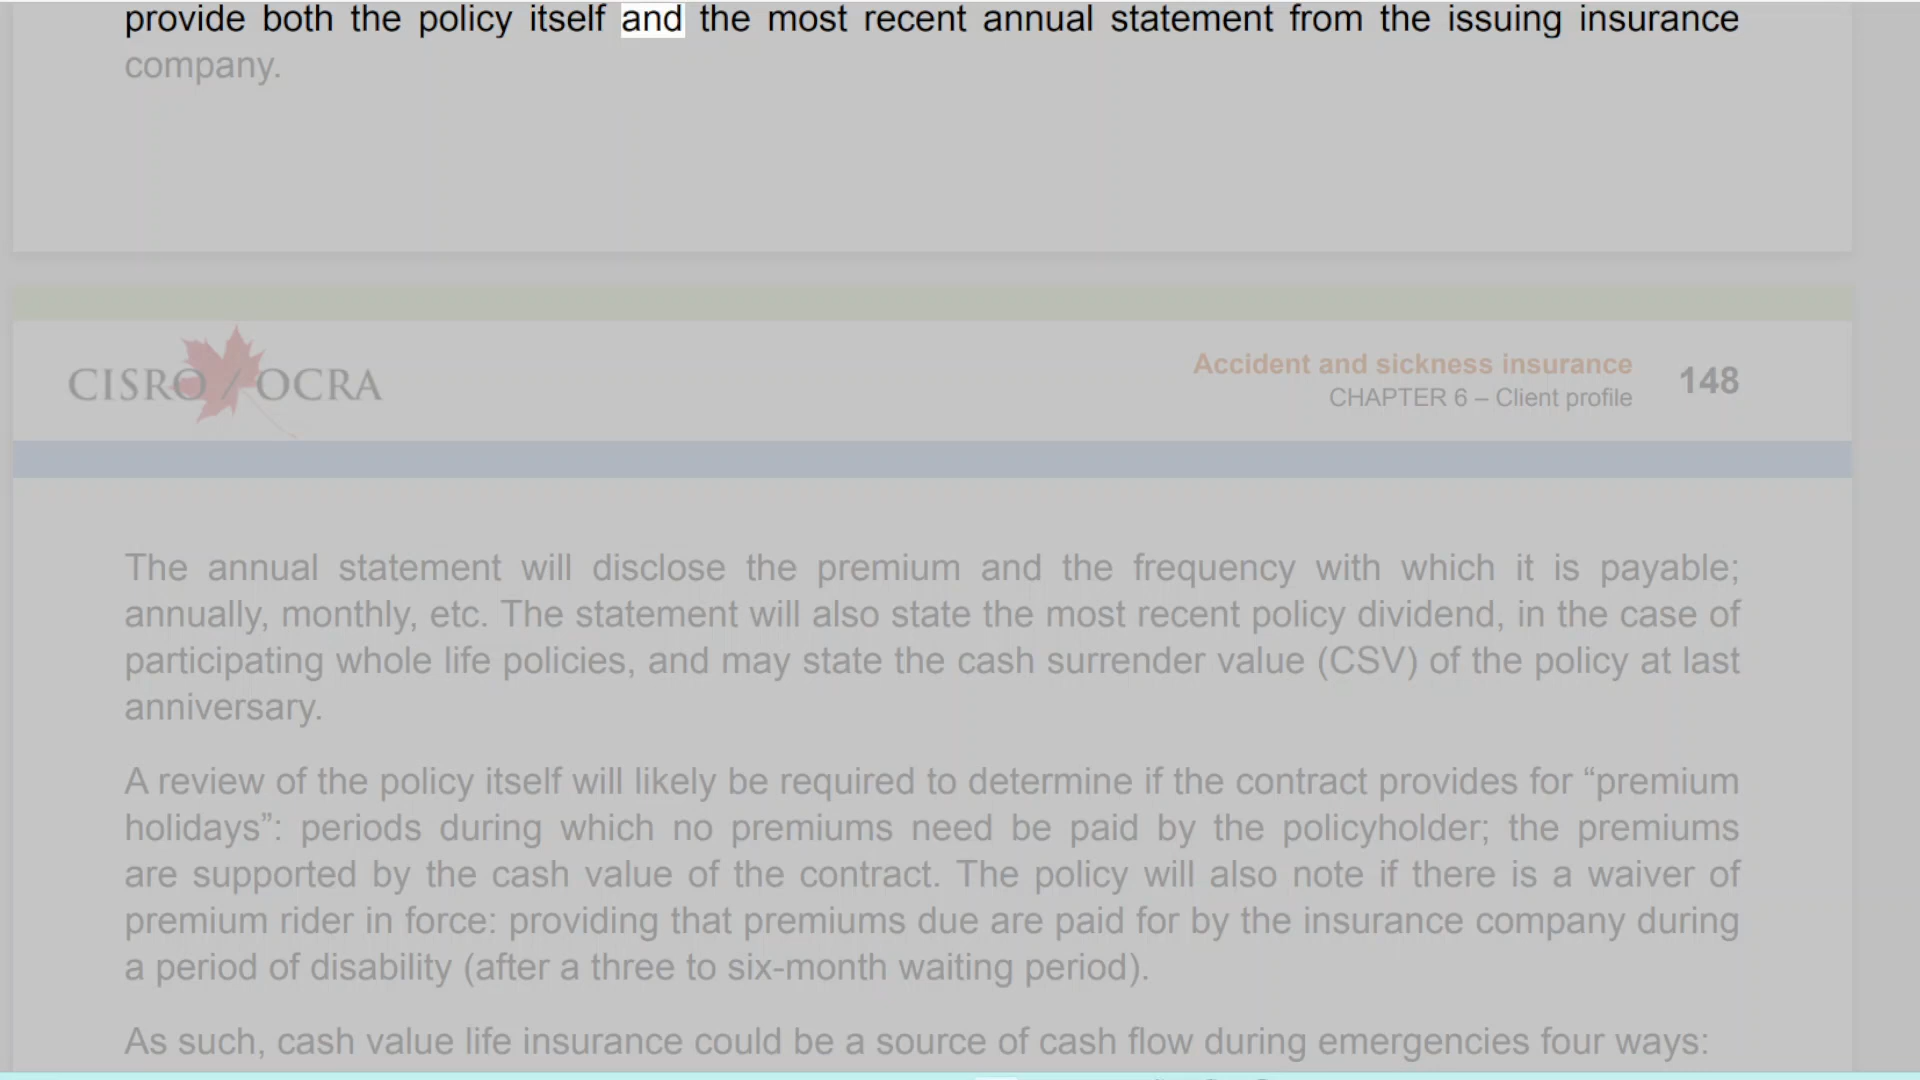 provide both the policy itself and the most recent annual statement from the issuing insurance
company.
CISRO / OCRA
Accident and sickness insurance
CHAPTER 6 – Client profile
148
The annual statement will disclose the premium and the frequency with which it is payable;
annually, monthly, etc. The statement will also state the most recent policy dividend, in the case of
participating whole life policies, and may state the cash surrender value (CSV) of the policy at last
anniversary.
A review of the policy itself will likely be required to determine if the contract provides for “premium
holidays”: periods during which no premiums need be paid by the policyholder; the premiums
are supported by the cash value of the contract. The policy will also note if there is a waiver of
premium rider in force: providing that premiums due are paid for by the insurance company during
a period of disability (after a three to six-month waiting period).
As such, cash value life insurance could be a source of cash flow during emergencies four ways: